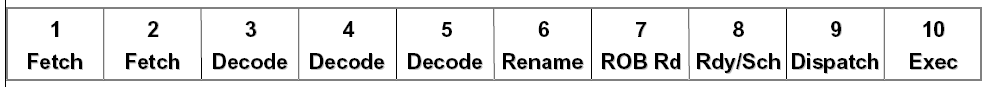 1 2 3 4 5 6 7 8 9 10
Fetch Fetch Decode Decode Decode Rename ROB Rd Rdy/Sch Dispatch Exec